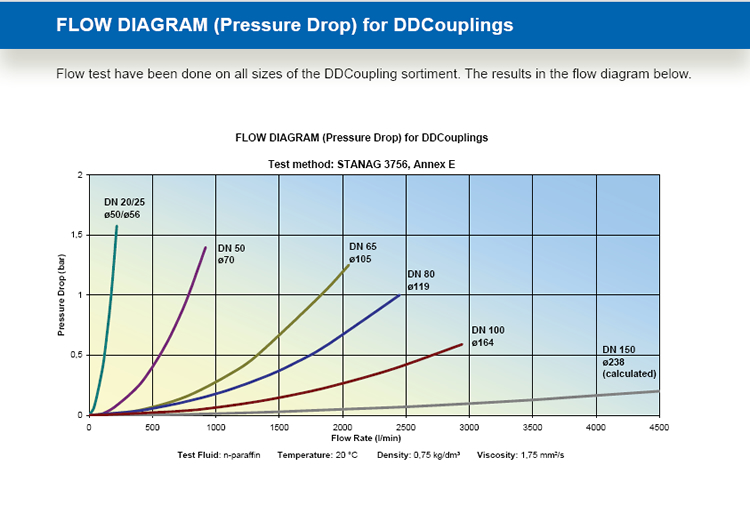 FLOW DIAGRAM (Pressure Drop) for DDCouplings
Flow test have been done on all sizes of the DDCoupling sortiment. The results in the flow diagram below.
FLOW DIAGRAM (Pressure Drop) for DDCouplings
Test method: STANAG 3756, Annex E
2
1,5
1
0,5
0
Pressure Drop (bar)
DN 20/25
ø50/ø56
DN 50
ø70
DN 65
ø105
DN 80
ø119
DN 100
ø164
DN 150
ø238
(calculated)
0 500 1000 1500 2000 2500 3000 3500 4000 4500
Flow Rate (l/min)
Test Fluid: n-paraffin Temperature: 20 °C Density: 0,75 kg/dm³ Viscosity: 1,75 mm²/s